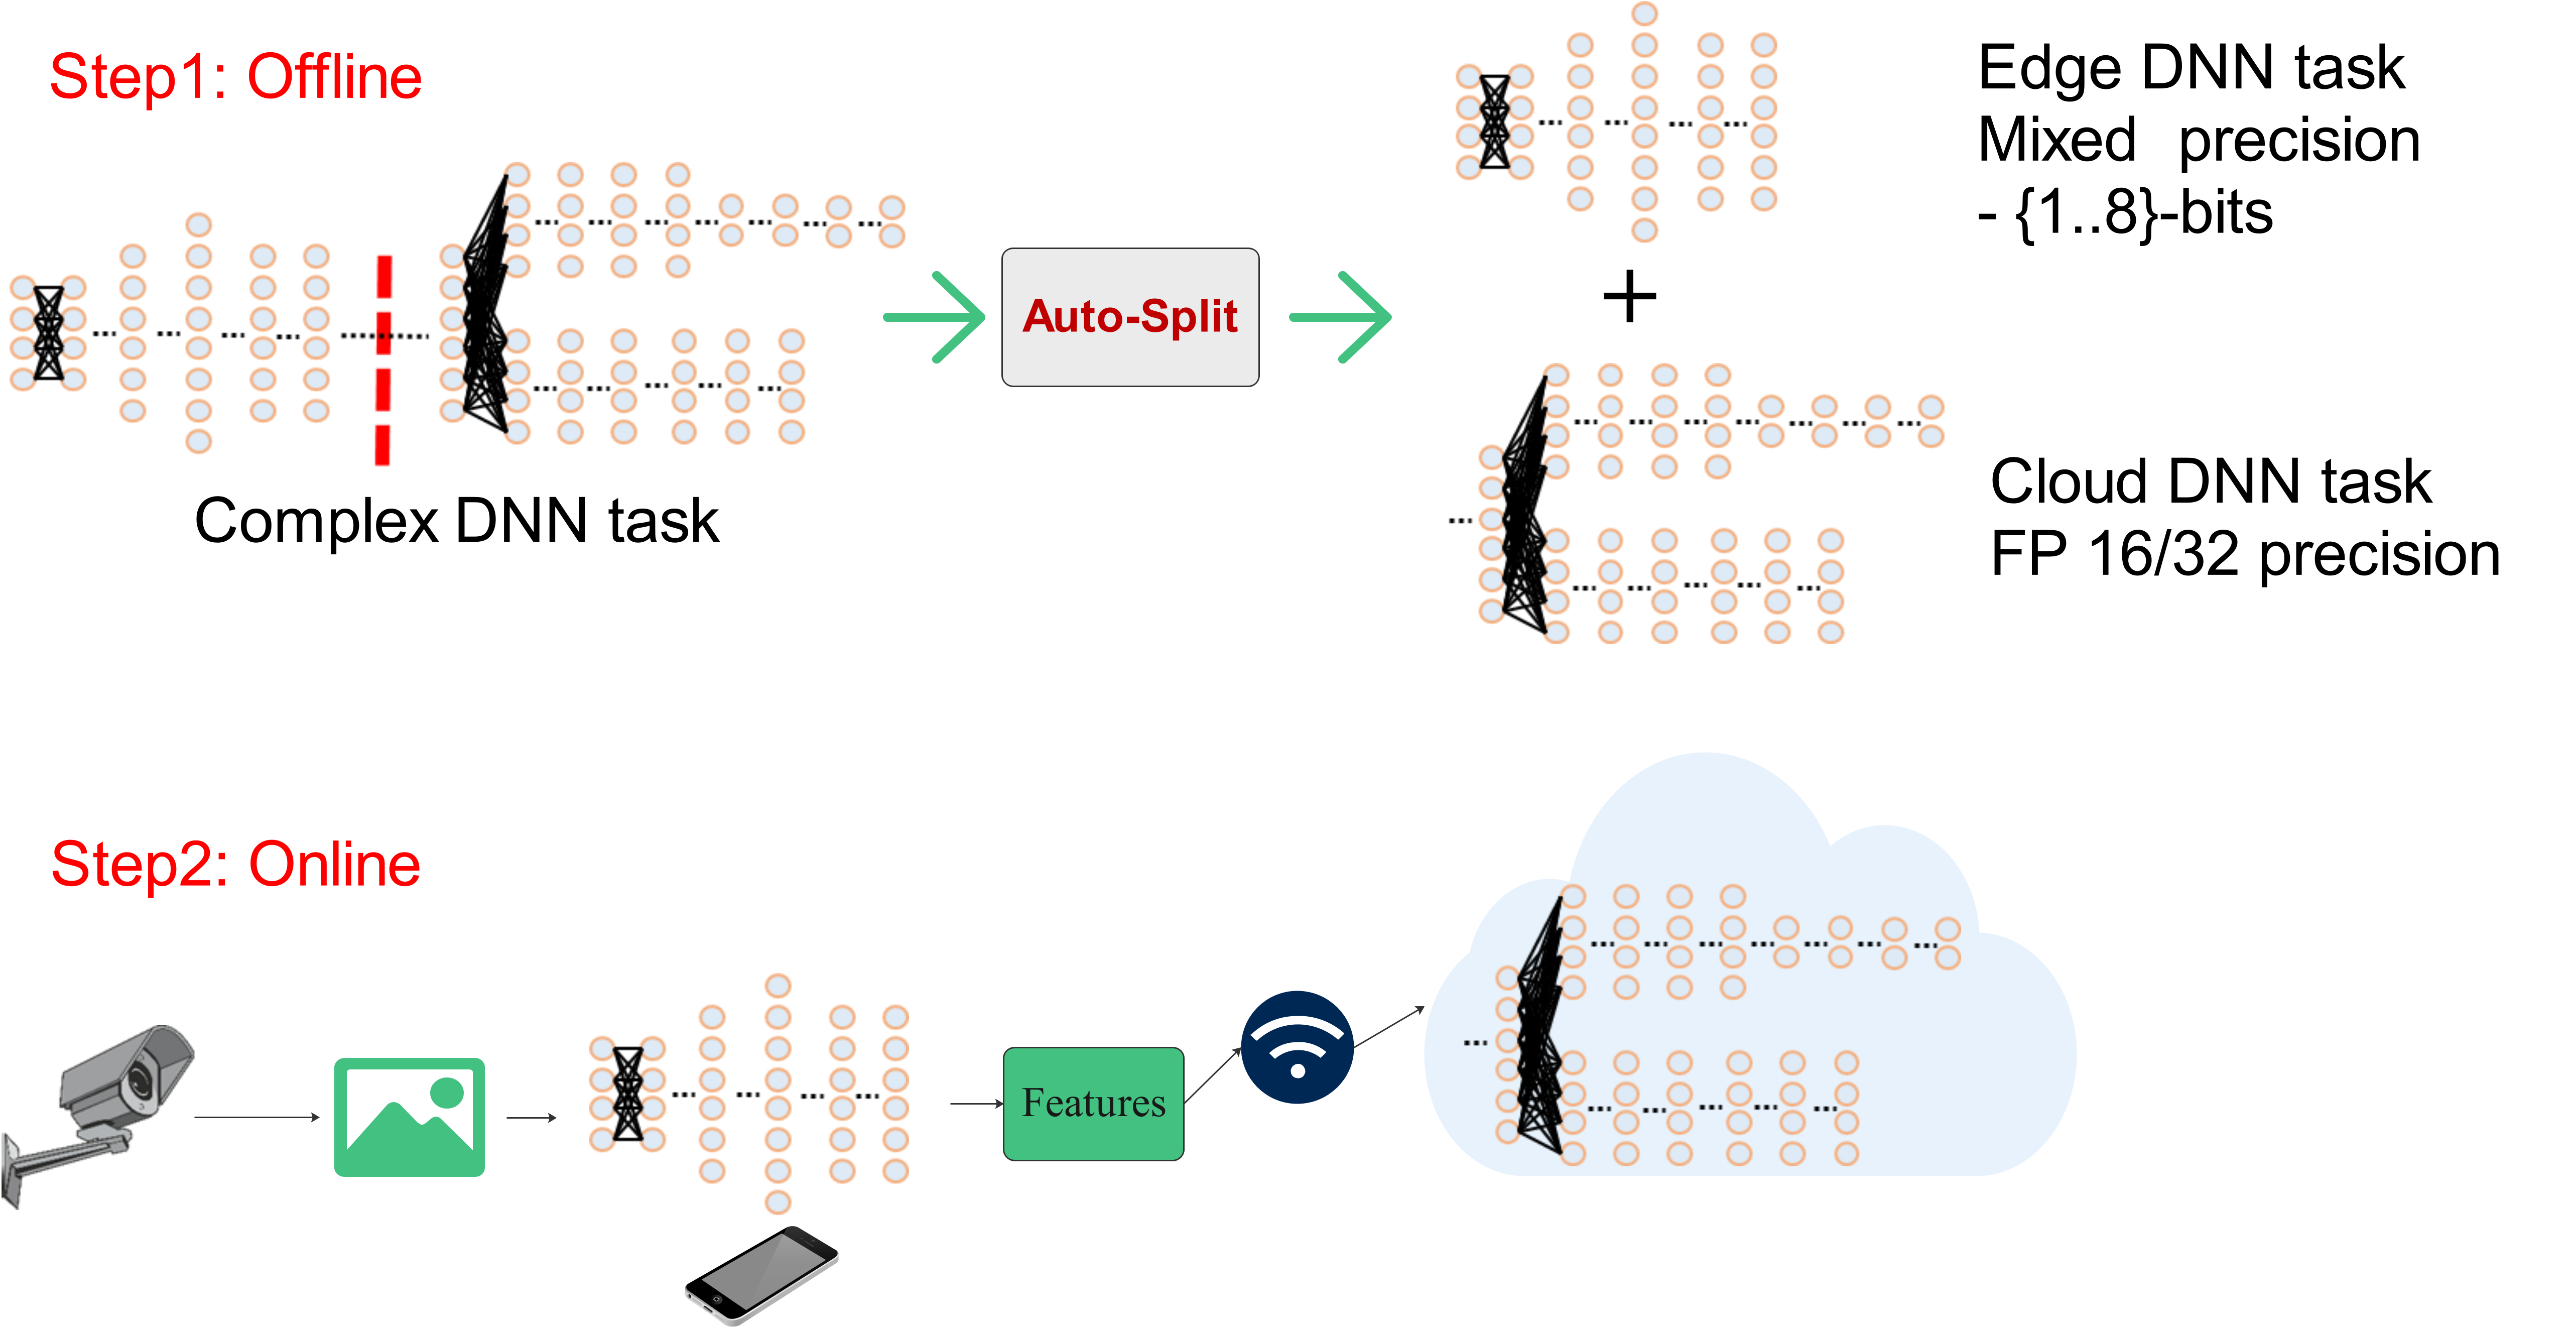 Step1: Offline
Complex DNN task
Auto-Split
Edge DNN task
Mixed precision
- {1..8}-bits
+
Cloud DNN task
FP 16/32 precision
Step2: Online
Features